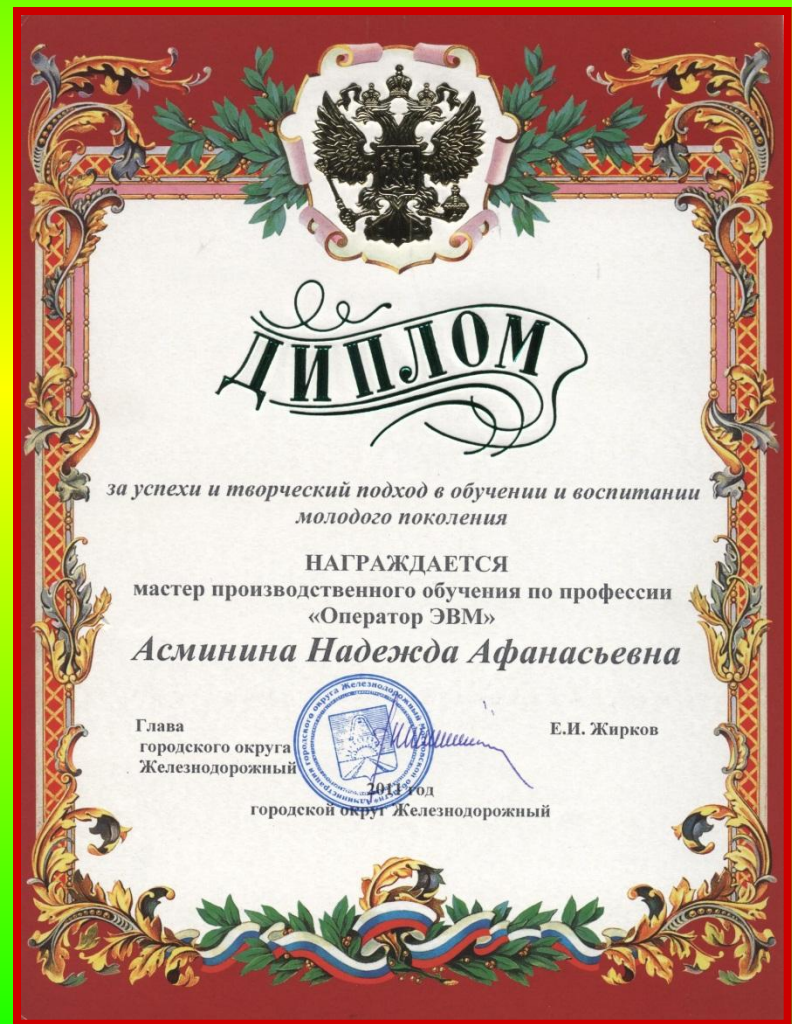 ДИПЛОМ
за успехи и творческий подход в обучении и воспитании
молодого поколения
НАГРАЖДАЕТСЯ
мастер производственного обучения по профессии
«Оператор ЭВМ»
Асминина Надежда Афанасьевна
Глава
городского округа
Железнодорожный
Е.И. Жирков
год
городской округ Железнодорожный